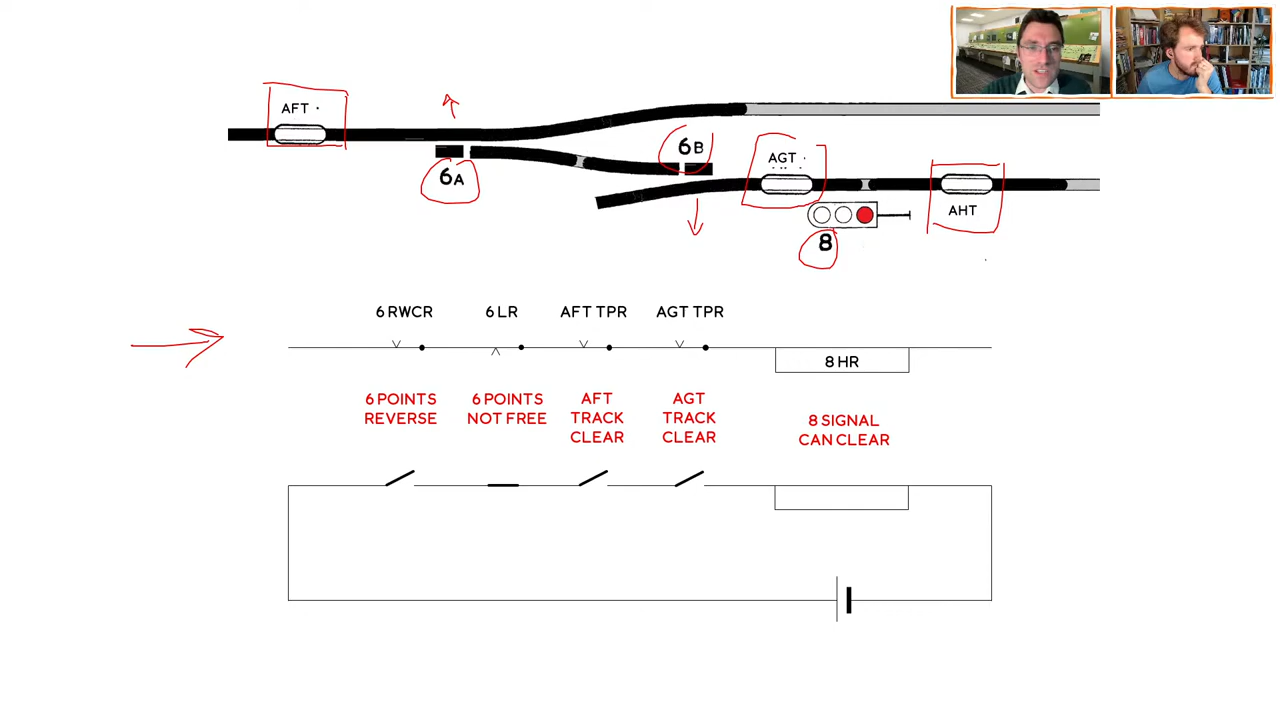 AFT
6A
6B
AGT
AHT
8
6 RWCR
6 LR
AFT TPR
AGT TPR
8 HR
6 POINTS
REVERSE
6 POINTS
NOT FREE
AFT
TRACK
CLEAR
AGT
TRACK
CLEAR
8 SIGNAL
CAN CLEAR